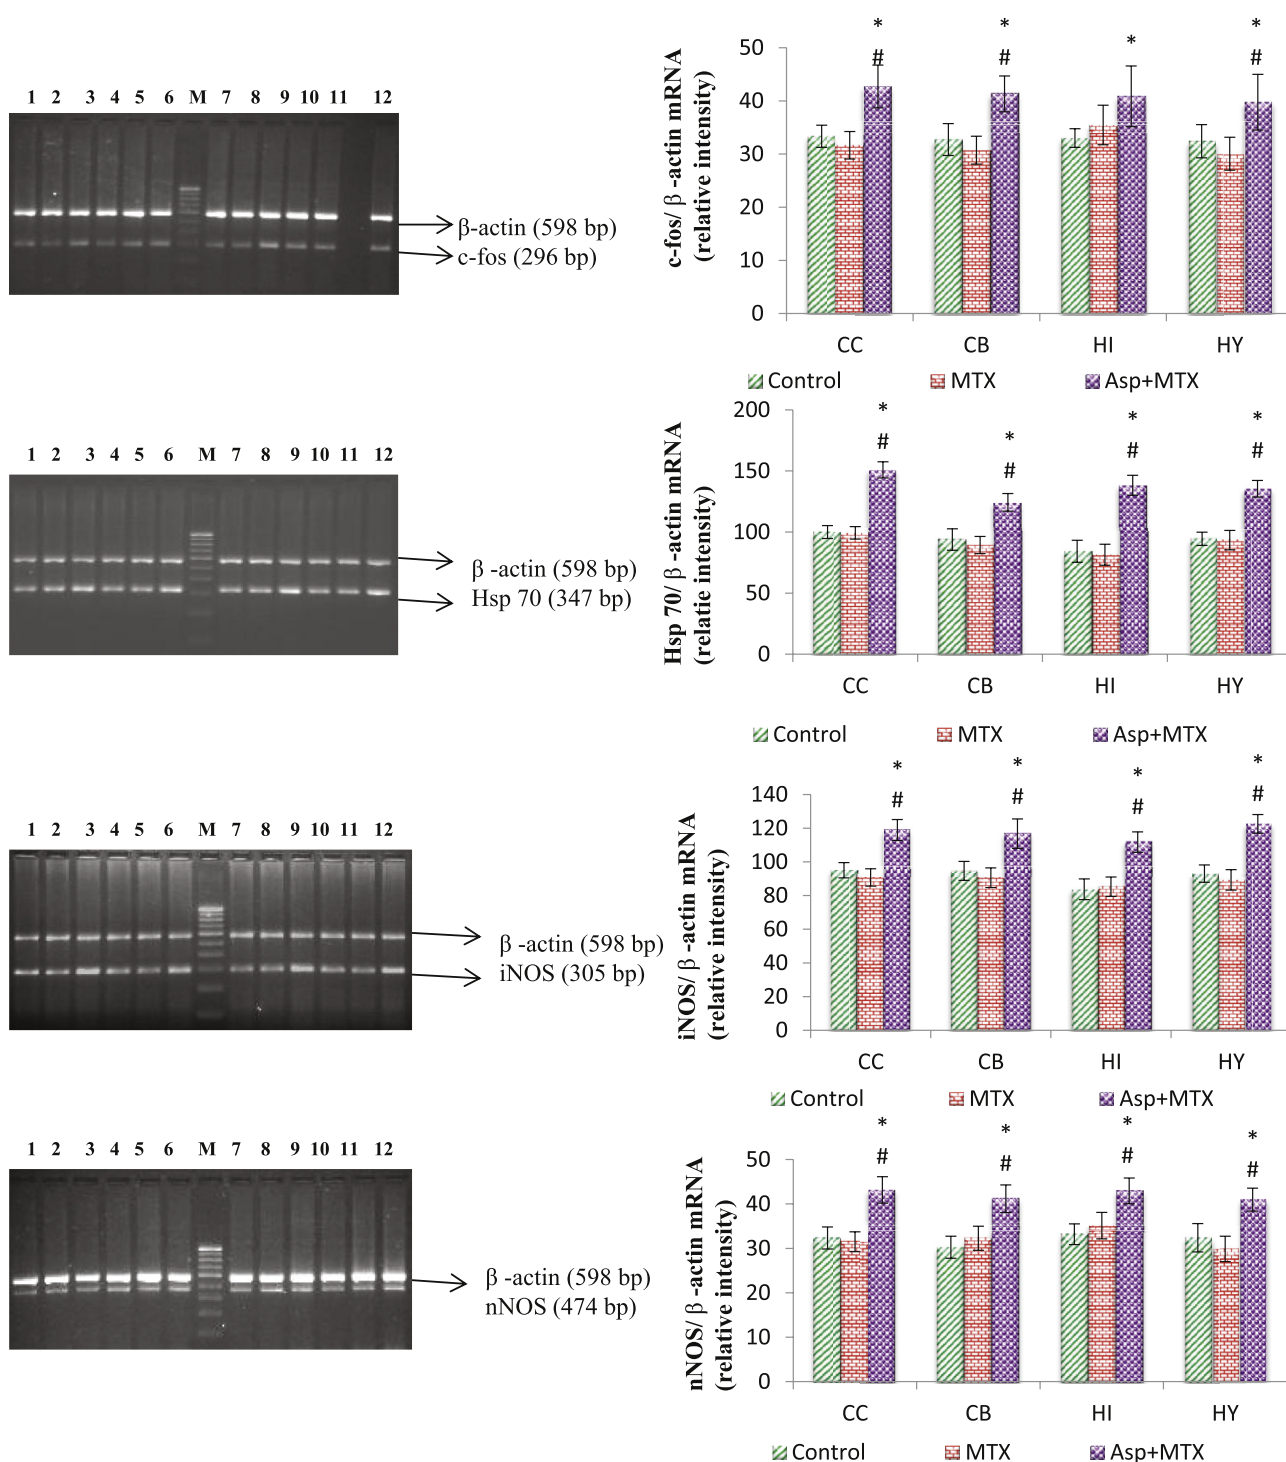 1 2 3 4 5 6 M 7 8 9 10 11 12
β-actin (598 bp)
c-fos (296 bp)
c-fos/ β -actin mRNA
(relative intensity)
50
40
30
20
10
0
* # * # * * #
CC CB HI HY
Control MTX Asp+MTX
1 2 3 4 5 6 M 7 8 9 10 11 12
β -actin (598 bp)
Hsp 70 (347 bp)
Hsp 70/ β -actin mRNA
(relatie intensity)
200
150
100
50
0
* # * # * # * #
CC CB HI HY
Control MTX Asp+MTX
1 2 3 4 5 6 M 7 8 9 10 11 12
β -actin (598 bp)
iNOS (305 bp)
iNOS/ β -actin mRNA
(relative intensity)
140
120
100
80
60
40
20
0
* # * # * # * #
CC CB HI HY
Control MTX Asp+MTX
1 2 3 4 5 6 M 7 8 9 10 11 12
β -actin (598 bp)
nNOS (474 bp)
nNOS/ β -actin mRNA
(relative intensity)
50
40
30
20
10
0
* # * # * # * #
CC CB HI HY
Control MTX Asp+MTX